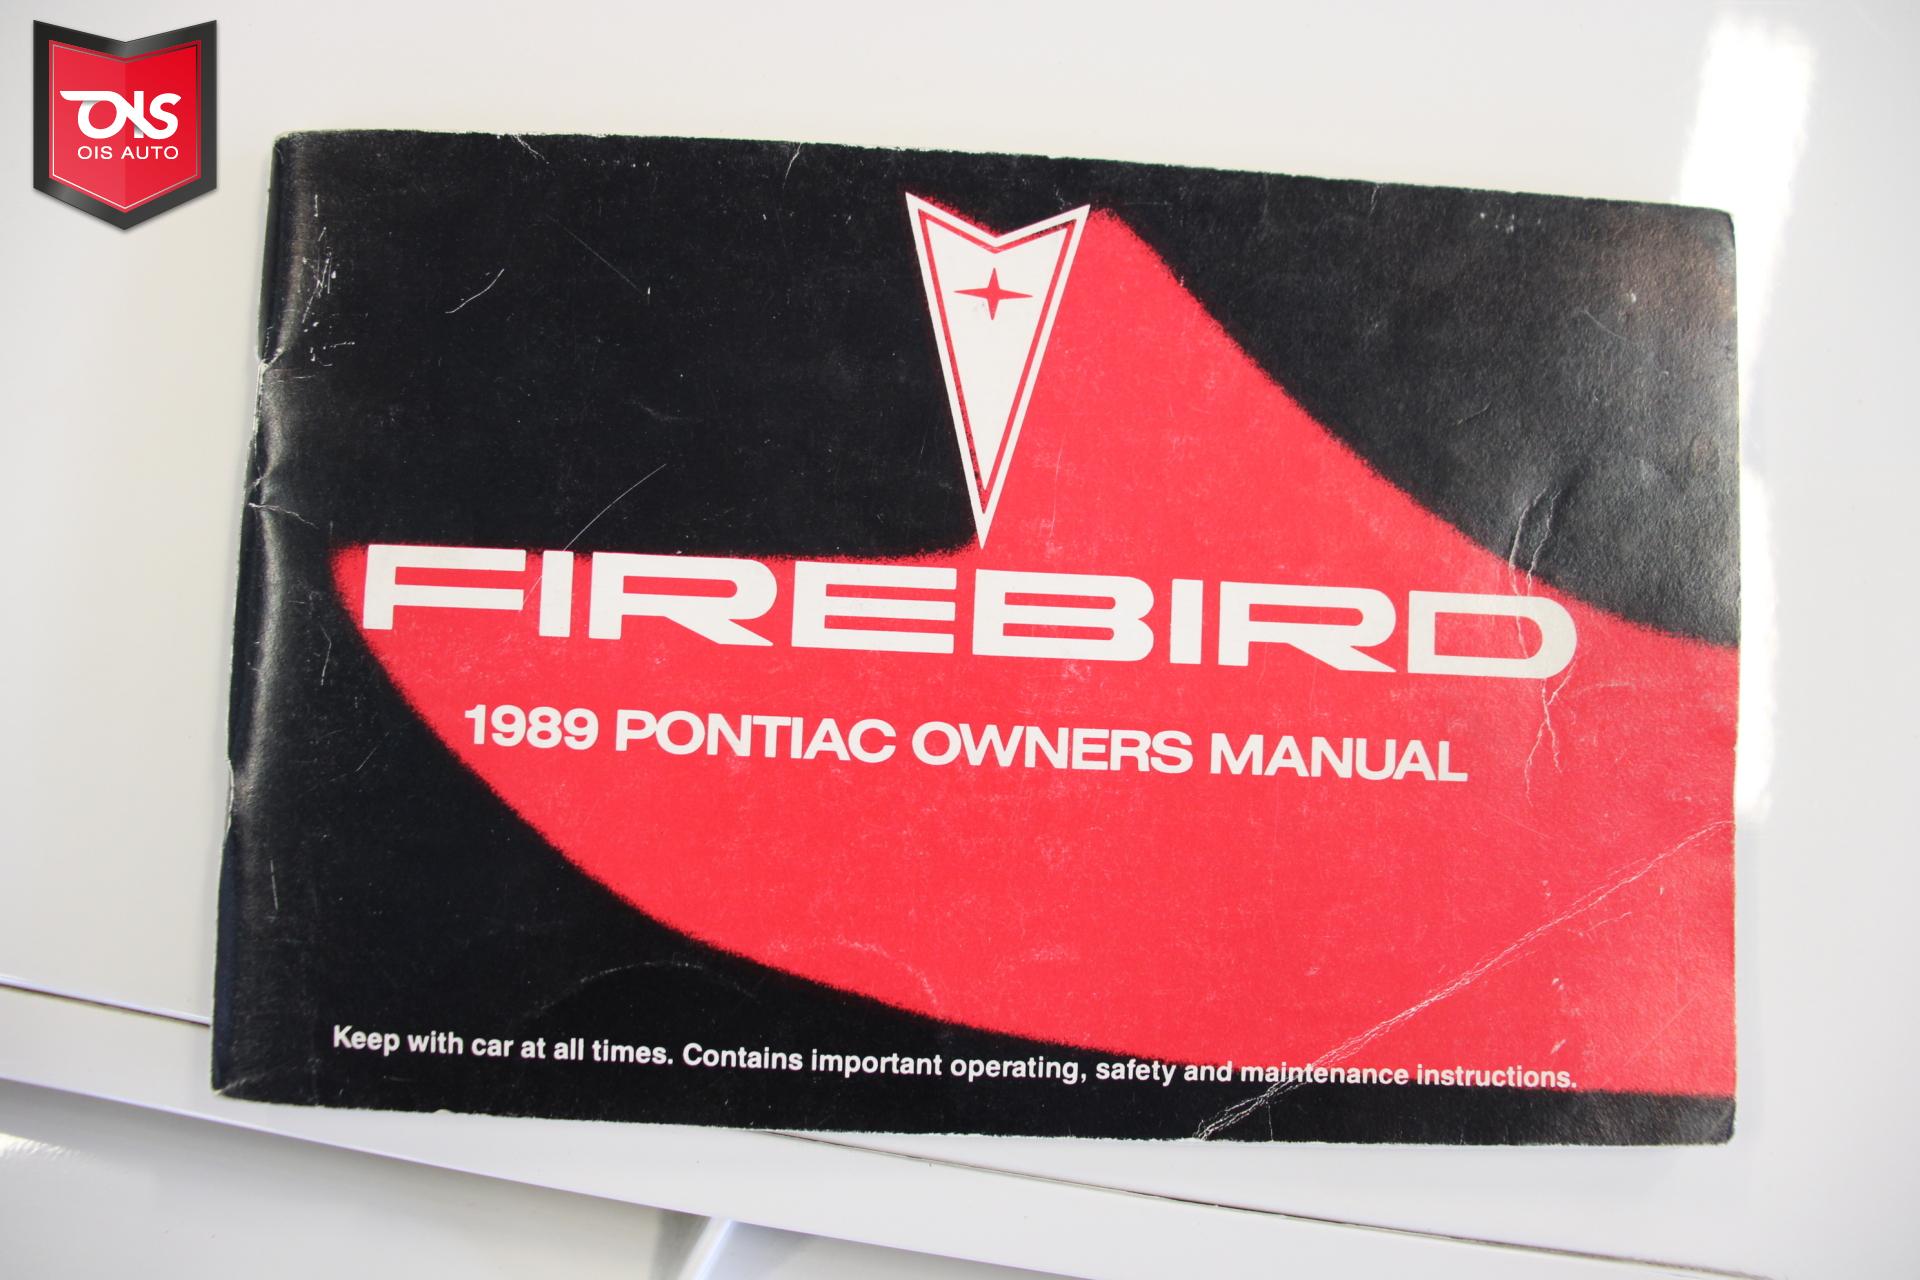 OIS
OIS AUTO
FIREBIRD
1989 PONTIAC OWNERS MANUAL
Keep with car at all times. Contains important operating, safety and maintenance instructions.